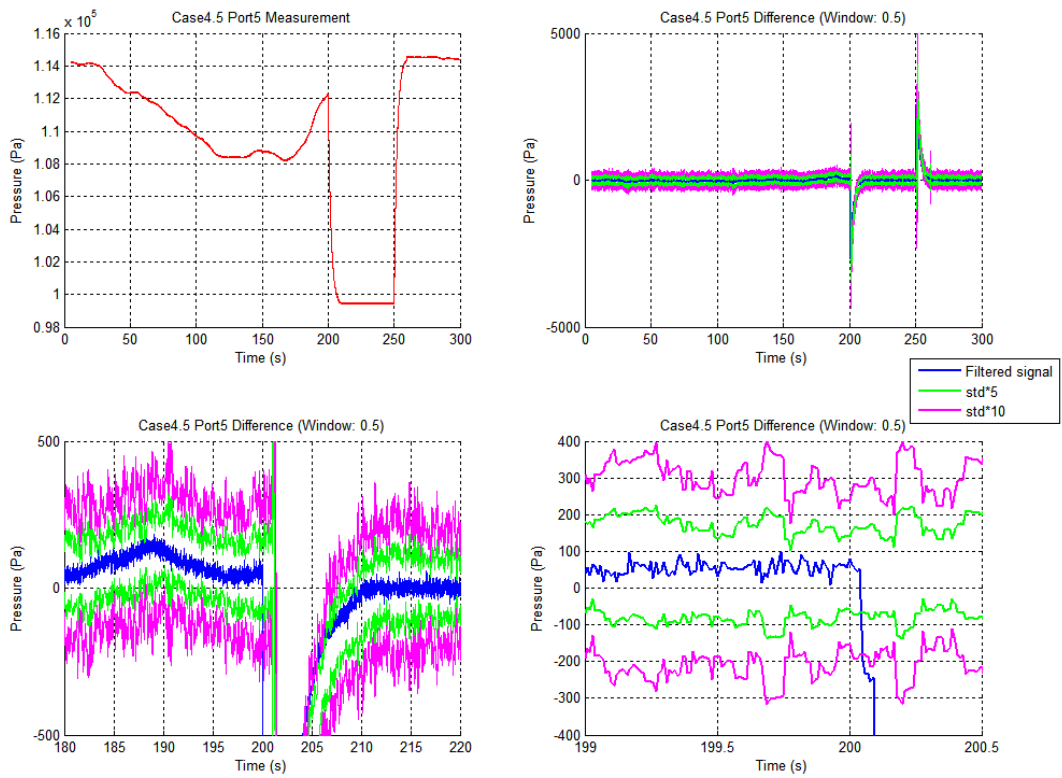 Case4.5 Port5 Measurement
x 10^5
1.16
1.14
1.12
1.1
1.08
1.06
1.04
1.02
1
0.98
0 50 100 150 200 250 300
Pressure (Pa)
Time (s)
Case4.5 Port5 Difference (Window: 0.5)
5000
0
-5000
0 50 100 150 200 250 300
Pressure (Pa)
Time (s)
Filtered signal
std*5
std*10
Case4.5 Port5 Difference (Window: 0.5)
500
0
-500
180 185 190 195 200 205 210 215 220
Pressure (Pa)
Time (s)
Case4.5 Port5 Difference (Window: 0.5)
400
300
200
100
0
-100
-200
-300
-400
199 199.5 200 200.5
Pressure (Pa)
Time (s)